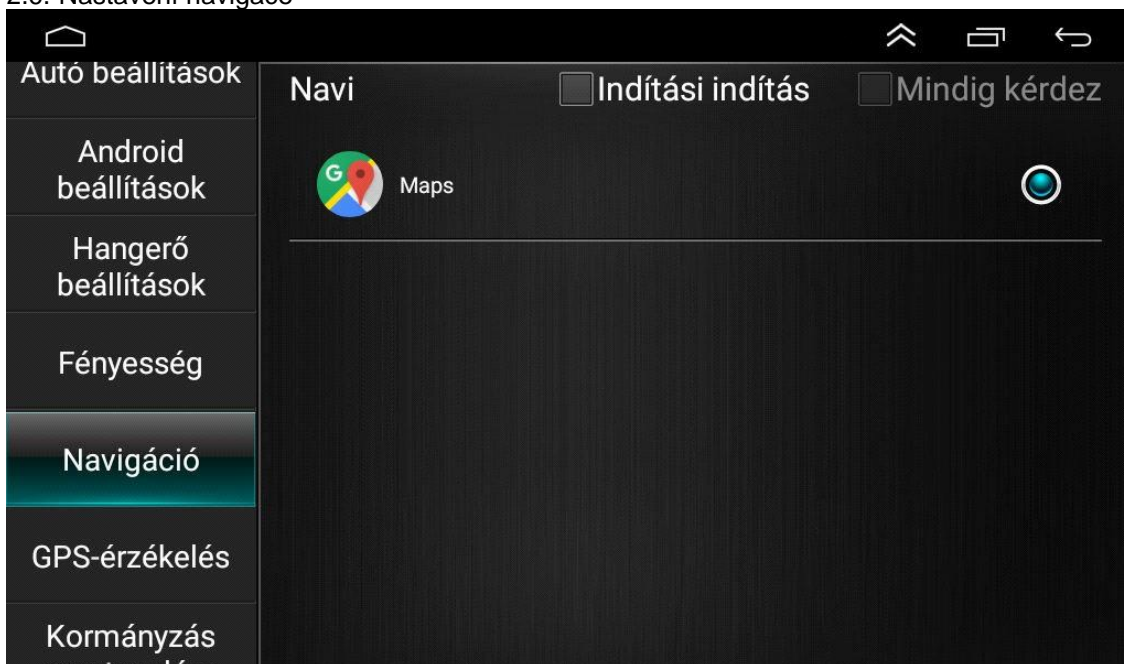 Autó beállítások
Navi
Indítási indítás
Mindig kérdez
Android
beállítások
Maps
Hangerő
beállítások
Fényesség
Navigáció
GPS-érzékelés
Kormányzás